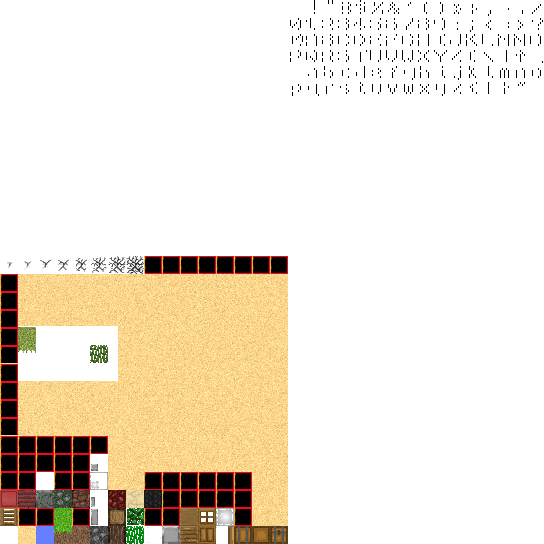 ! " # $ % & ' ( ) * + , - . /
0 1 2 3 4 5 6 7 8 9 : ; < = > ?
@ A B C D E F G H I J K L M N O
P Q R S T U V W X Y Z [ \ ] ^ _
` a b c d e f g h i j k l m n o
p q r s t u v w x y z { | } ~